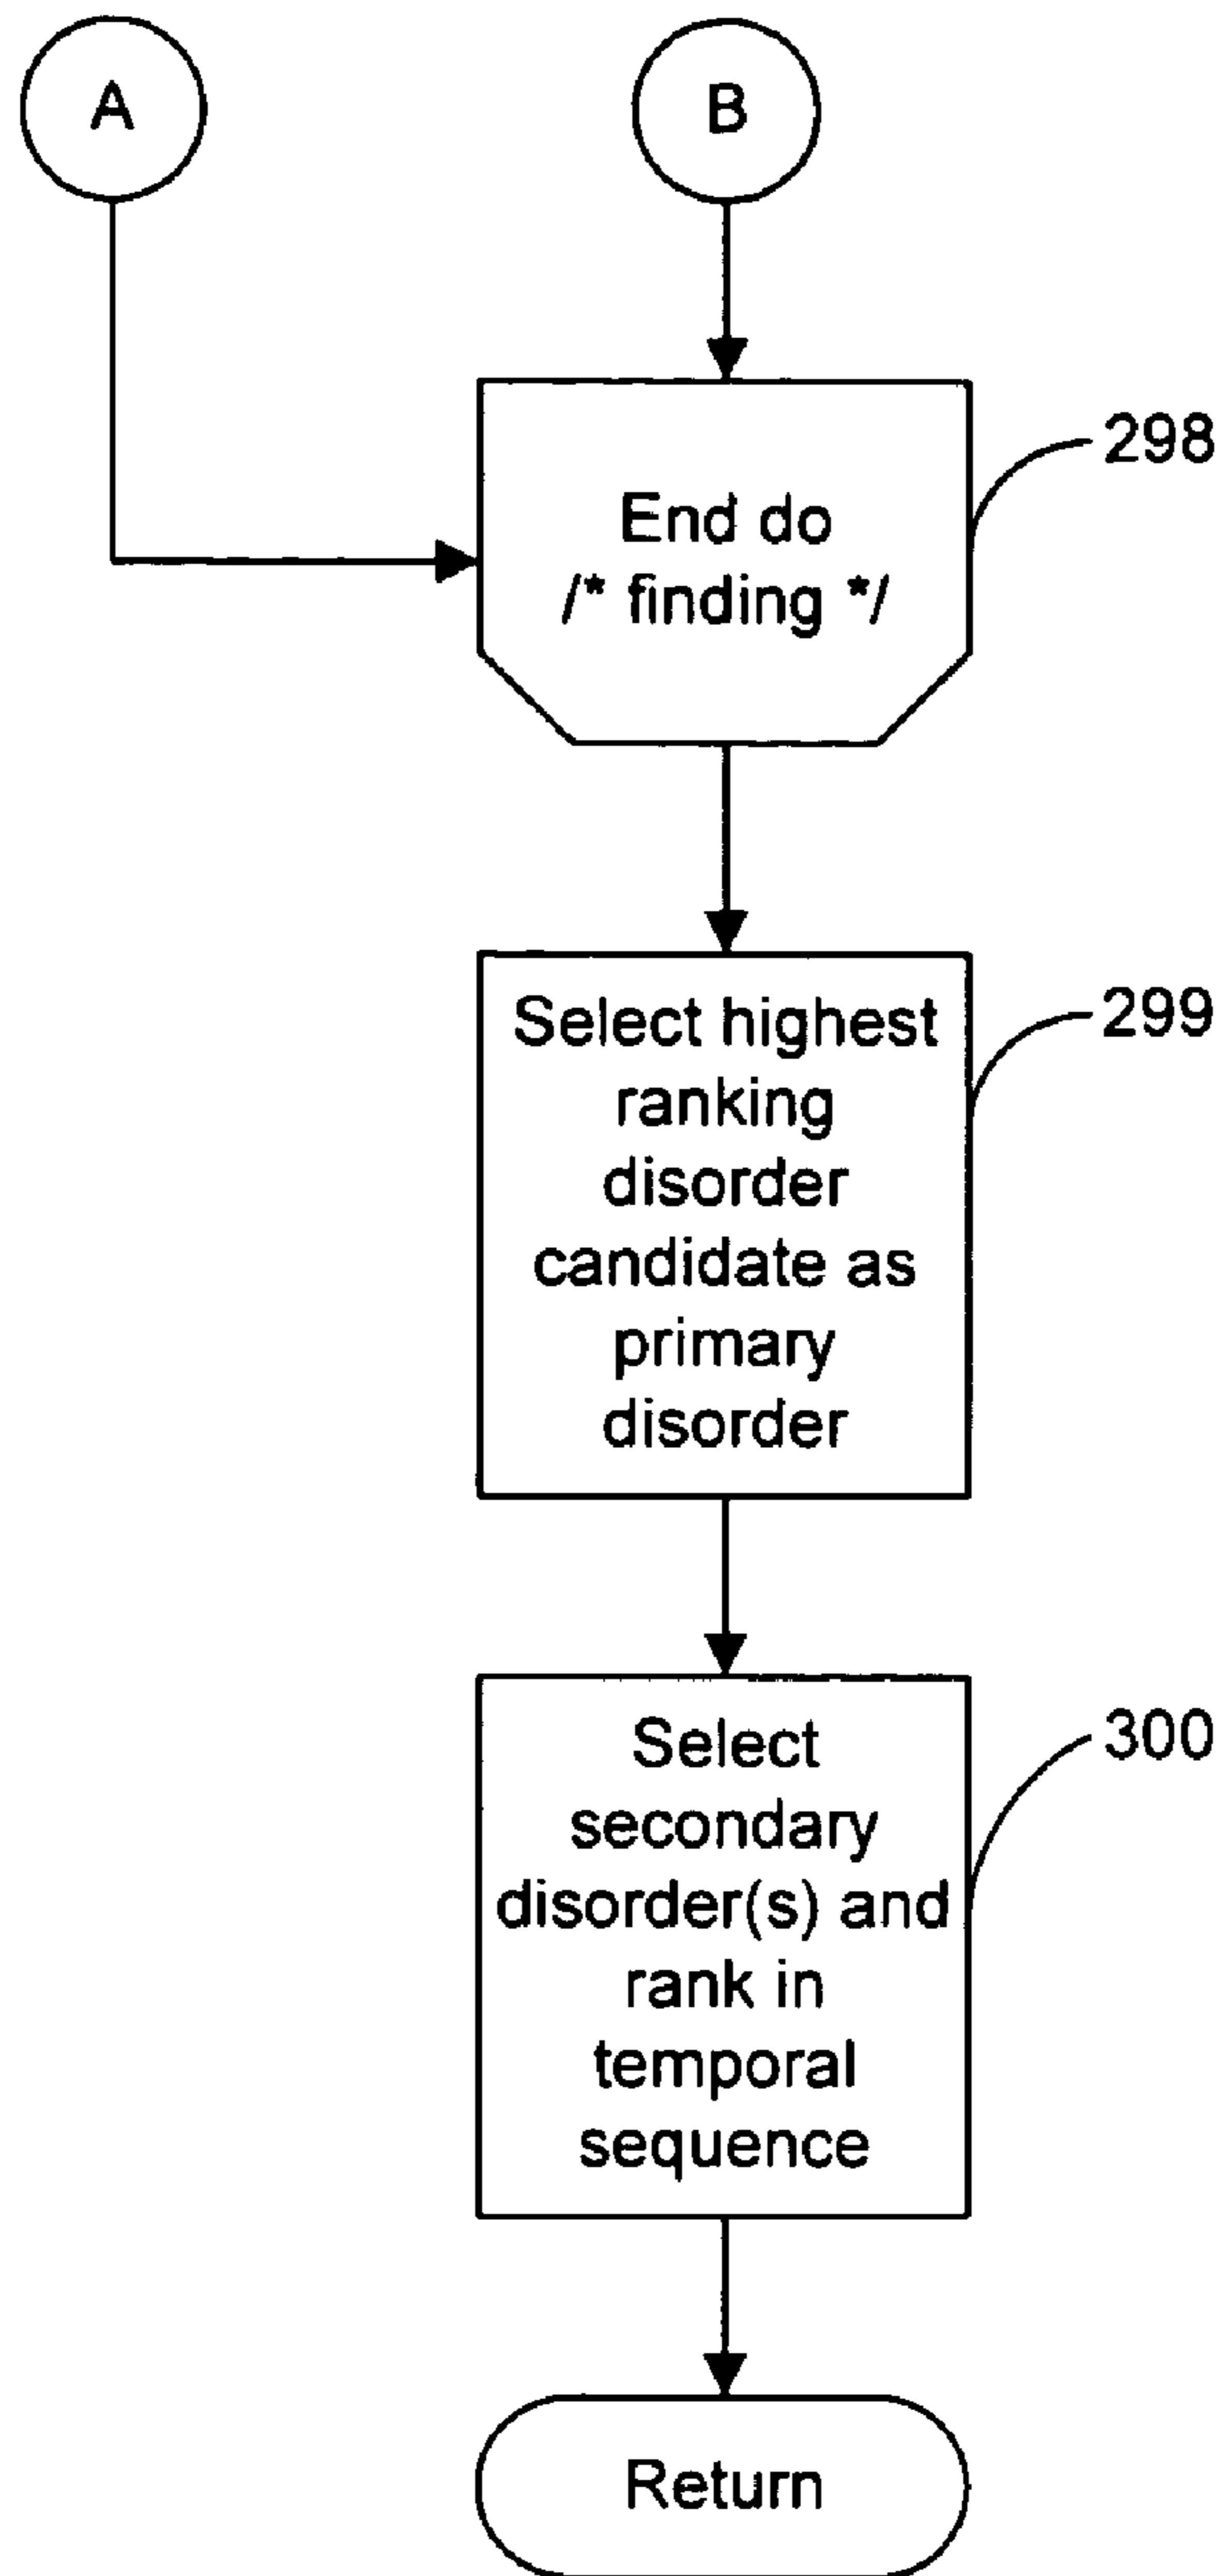 A
B
End do
/* finding */
298
Select highest
ranking
disorder
candidate as
primary
disorder
299
Select
secondary
disorder(s) and
rank in
temporal
sequence
300
Return